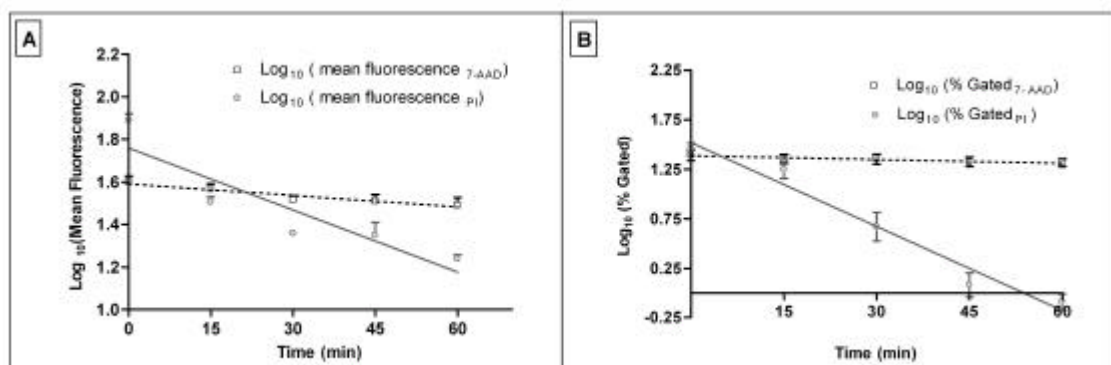 A
2.2
2.0
1.8
1.6
1.4
1.2
1.0
Log 10(Mean Fluorescence)
Log10 ( mean fluorescence 7-AAD)
Log10 ( mean fluorescence PI)
0 15 30 45 60
Time (min)
B
2.25
1.75
1.25
0.75
0.25
-0.25
Log10 (% Gated)
Log10 (% Gated7- AAD)
Log10 (% GatedPI )
15 30 45 60
Time (min)